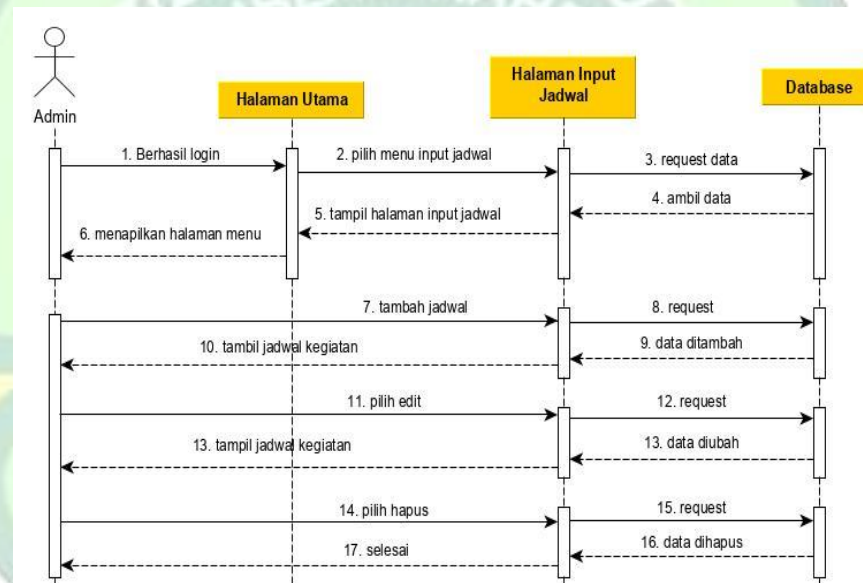 Admin
Halaman Utama
Halaman Input
Jadwal
Database
1. Berhasil login
2. pilih menu input jadwal
3. request data
4. ambil data
5. tampil halaman input jadwal
6. menapilkan halaman menu
7. tambah jadwal
8. request
9. data ditambah
10. tambil jadwal kegiatan
11. pilih edit
12. request
13. data diubah
13. tampil jadwal kegiatan
14. pilih hapus
15. request
16. data dihapus
17. selesai